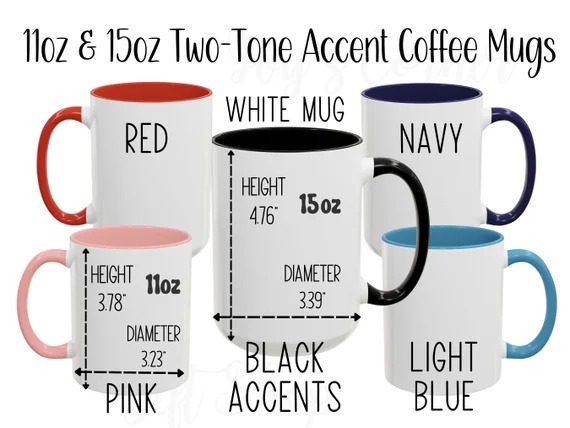 11oz & 15oz Two-Tone Accent Coffee Mugs
RED
WHITE MUG
NAVY
HEIGHT
4.76"
15oz
DIAMETER
3.39"
HEIGHT
3.78"
11oz
DIAMETER
3.23"
PINK
BLACK
ACCENTS
LIGHT
BLUE